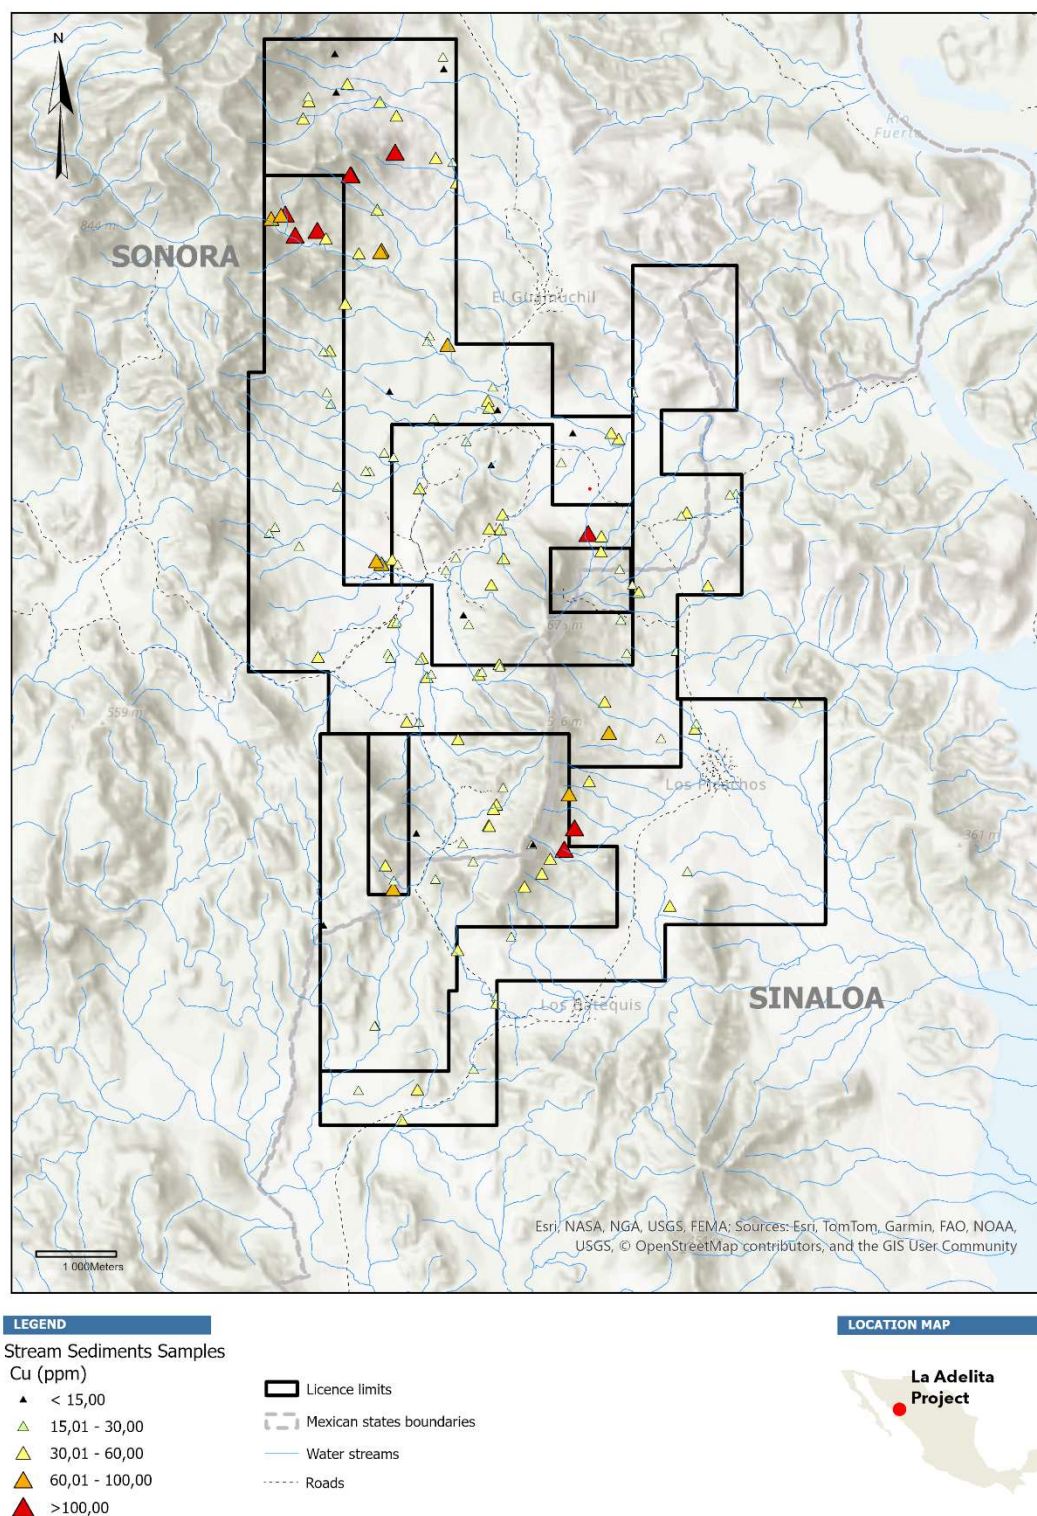 N
Río
Fuerte
844 m
SONORA
El Guamuchil
675 m
559 m
Los
361 m
Los
SINALOA
Esri, NASA, NGA, USGS, FEMA; Sources: Esri, TomTom, Garmin, FAO, NOAA,
USGS, © OpenStreetMap contributors, and the GIS User Community
1 000Meters
LEGEND
LOCATION MAP
Stream Sediments Samples
Cu (ppm)
< 15,00
15,01 - 30,00
30,01 - 60,00
60,01 - 100,00
>100,00
Licence limits
Mexican states boundaries
Water streams
Roads
La Adelita
Project